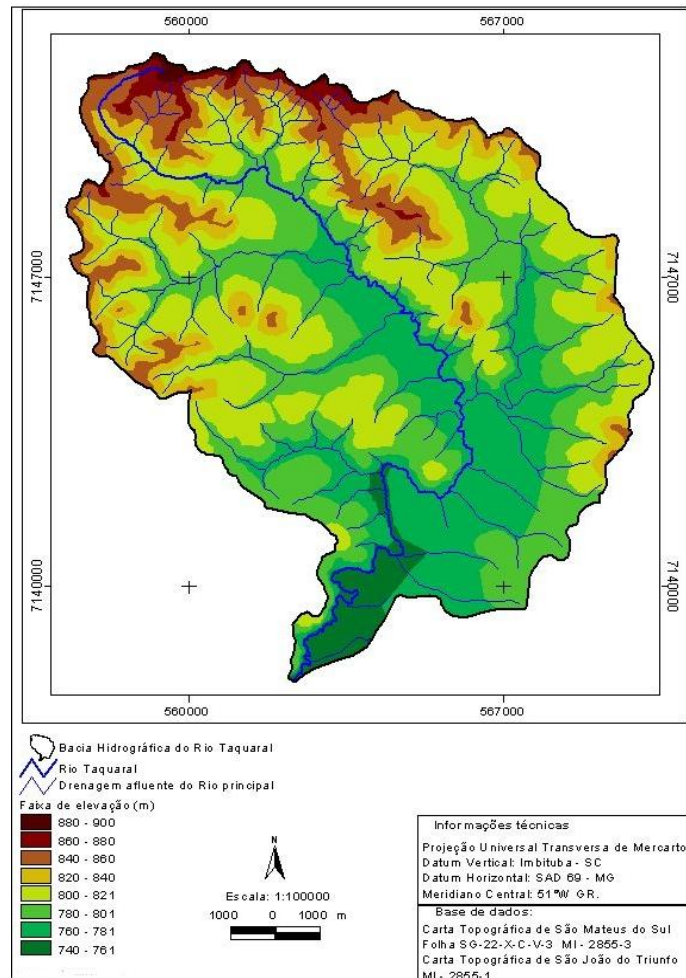 560000 567000
7147000 7147000
7140000 7140000
560000 567000
Bacia Hidrográfica do Rio Taquaral
Rio Taquaral
Drenagem afluente do Rio principal
Faixa de elevação (m)
880 - 900
860 - 880
840 - 860
820 - 840
800 - 821
780 - 801
760 - 781
740 - 761
N
Escala: 1:100000
1000 0 1000 m
Informações técnicas
Projeção Universal Transversa de Mercarto
Datum Vertical: Imbituba - SC
Datum Horizontal: SAD 69 - MG
Meridiano Central: 51°W GR.
Base de dados:
Carta Topográfica de São Mateus do Sul
Folha SG-22-X-C-V-3 MI - 2855-3
Carta Topográfica de São João do Triunfo
MI - 2855-1